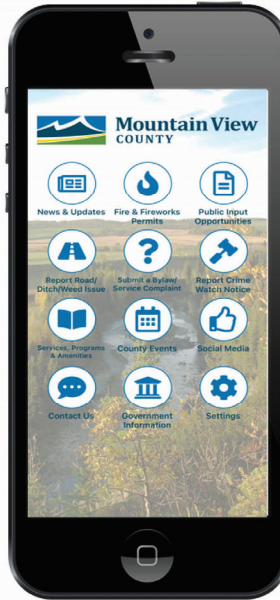 Mountain View
COUNTY
News & Updates
Fire & Fireworks
Permits
Public Input
Opportunities
Report Road/
Ditch/Weed Issue
Submit a Bylaw/
Service Complaint
Report Crime
Watch Notice
Services, Programs
& Amenities
County Events
Social Media
Contact Us
Government
Information
Settings